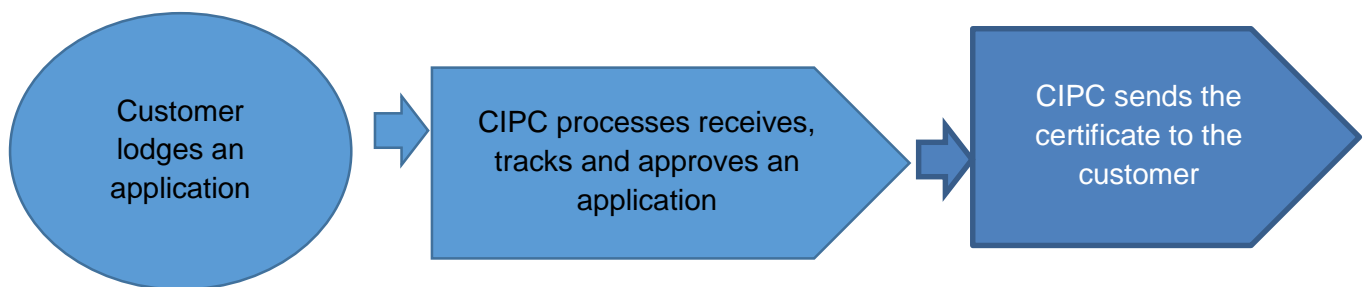 Customer
lodges an
application
CIPC processes receives,
tracks and approves an
application
CIPC sends the
certificate to the
customer